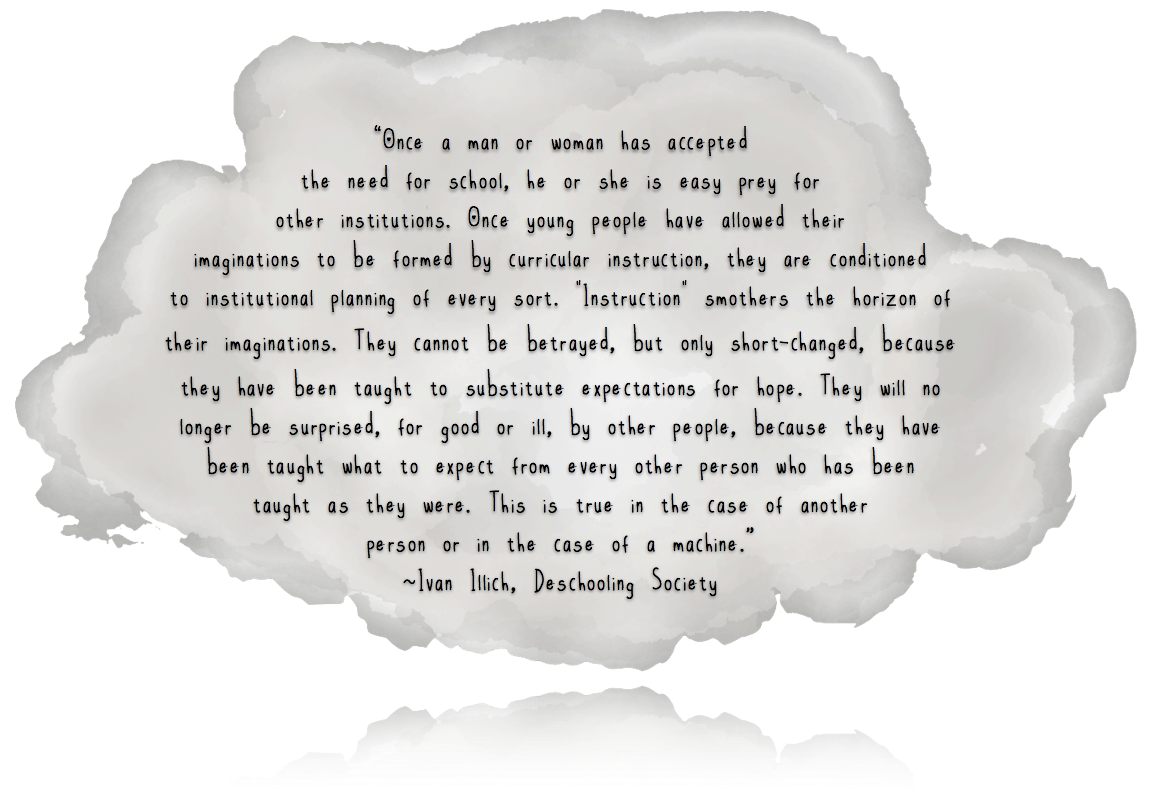 “Once a man or woman has accepted
the need for school, he or she is easy prey for
other institutions. Once young people have allowed their
imaginations to be formed by curricular instruction, they are conditioned
to institutional planning of every sort. "Instruction" smothers the horizon of
their imaginations. They cannot be betrayed, but only short-changed, because
they have been taught to substitute expectations for hope. They will no
longer be surprised, for good or ill, by other people, because they have
been taught what to expect from every other person who has been
taught as they were. This is true in the case of another
person or in the case of a machine.”
~Ivan Illich, Deschooling Society